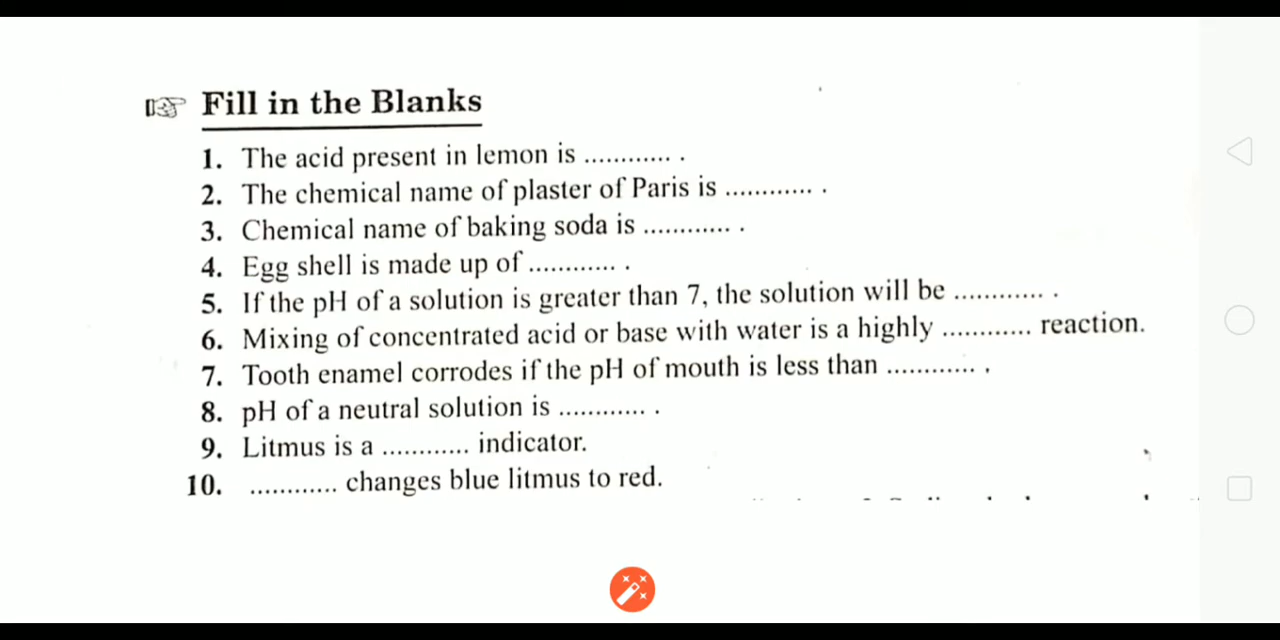 Fill in the Blanks
1. The acid present in lemon is ............ .
2. The chemical name of plaster of Paris is ............ .
3. Chemical name of baking soda is ............ .
4. Egg shell is made up of ............ .
5. If the pH of a solution is greater than 7, the solution will be ............ .
6. Mixing of concentrated acid or base with water is a highly ............ reaction.
7. Tooth enamel corrodes if the pH of mouth is less than ............ .
8. pH of a neutral solution is ............ .
9. Litmus is a ............ indicator.
10. ............ changes blue litmus to red.